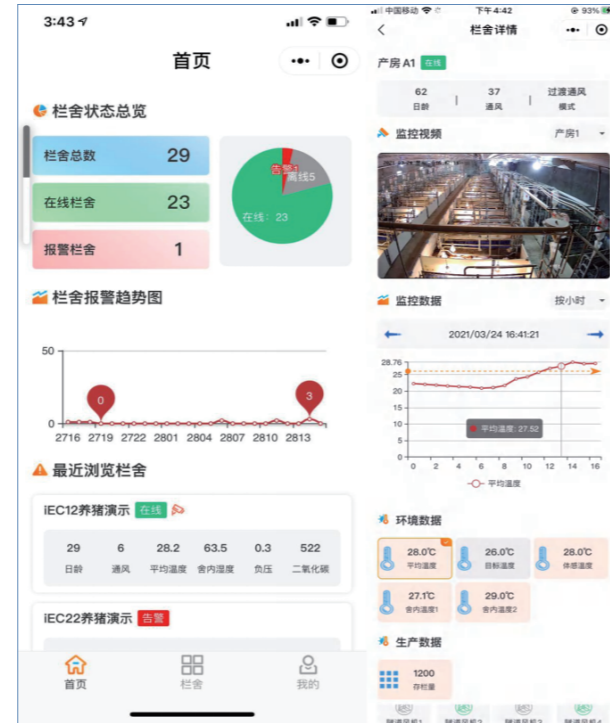 3:43
首页
栏舍状态总览
栏舍总数 29
在线栏舍 23
报警栏舍 1
告警1
离线5
在线：23
栏舍报警趋势图
50
0
0
3
2716 2719 2722 2801 2804 2807 2810 2813
最近浏览栏舍
iEC12养猪演示 在线
29 6 28.2 63.5 0.3 522
日龄 通风 平均温度 舍内湿度 负压 二氧化碳
iEC22养猪演示 告警
首页 栏舍 我的
中国移动 下午4:42 93%
栏舍详情
产房 A1 在线
62 37 过渡通风
日龄 通风 模式
监控视频 产房1
监控数据 按小时
2021/03/24 16:41:21
28.76
25
20
15
10
5
0
平均温度: 27.52
0 2 4 6 8 10 12 14 16
平均温度
环境数据
28.0℃ 26.0℃ 28.0℃
平均温度 目标温度 体感温度
27.1℃ 29.0℃
舍内温度1 舍内温度2
生产数据
1200
存栏量